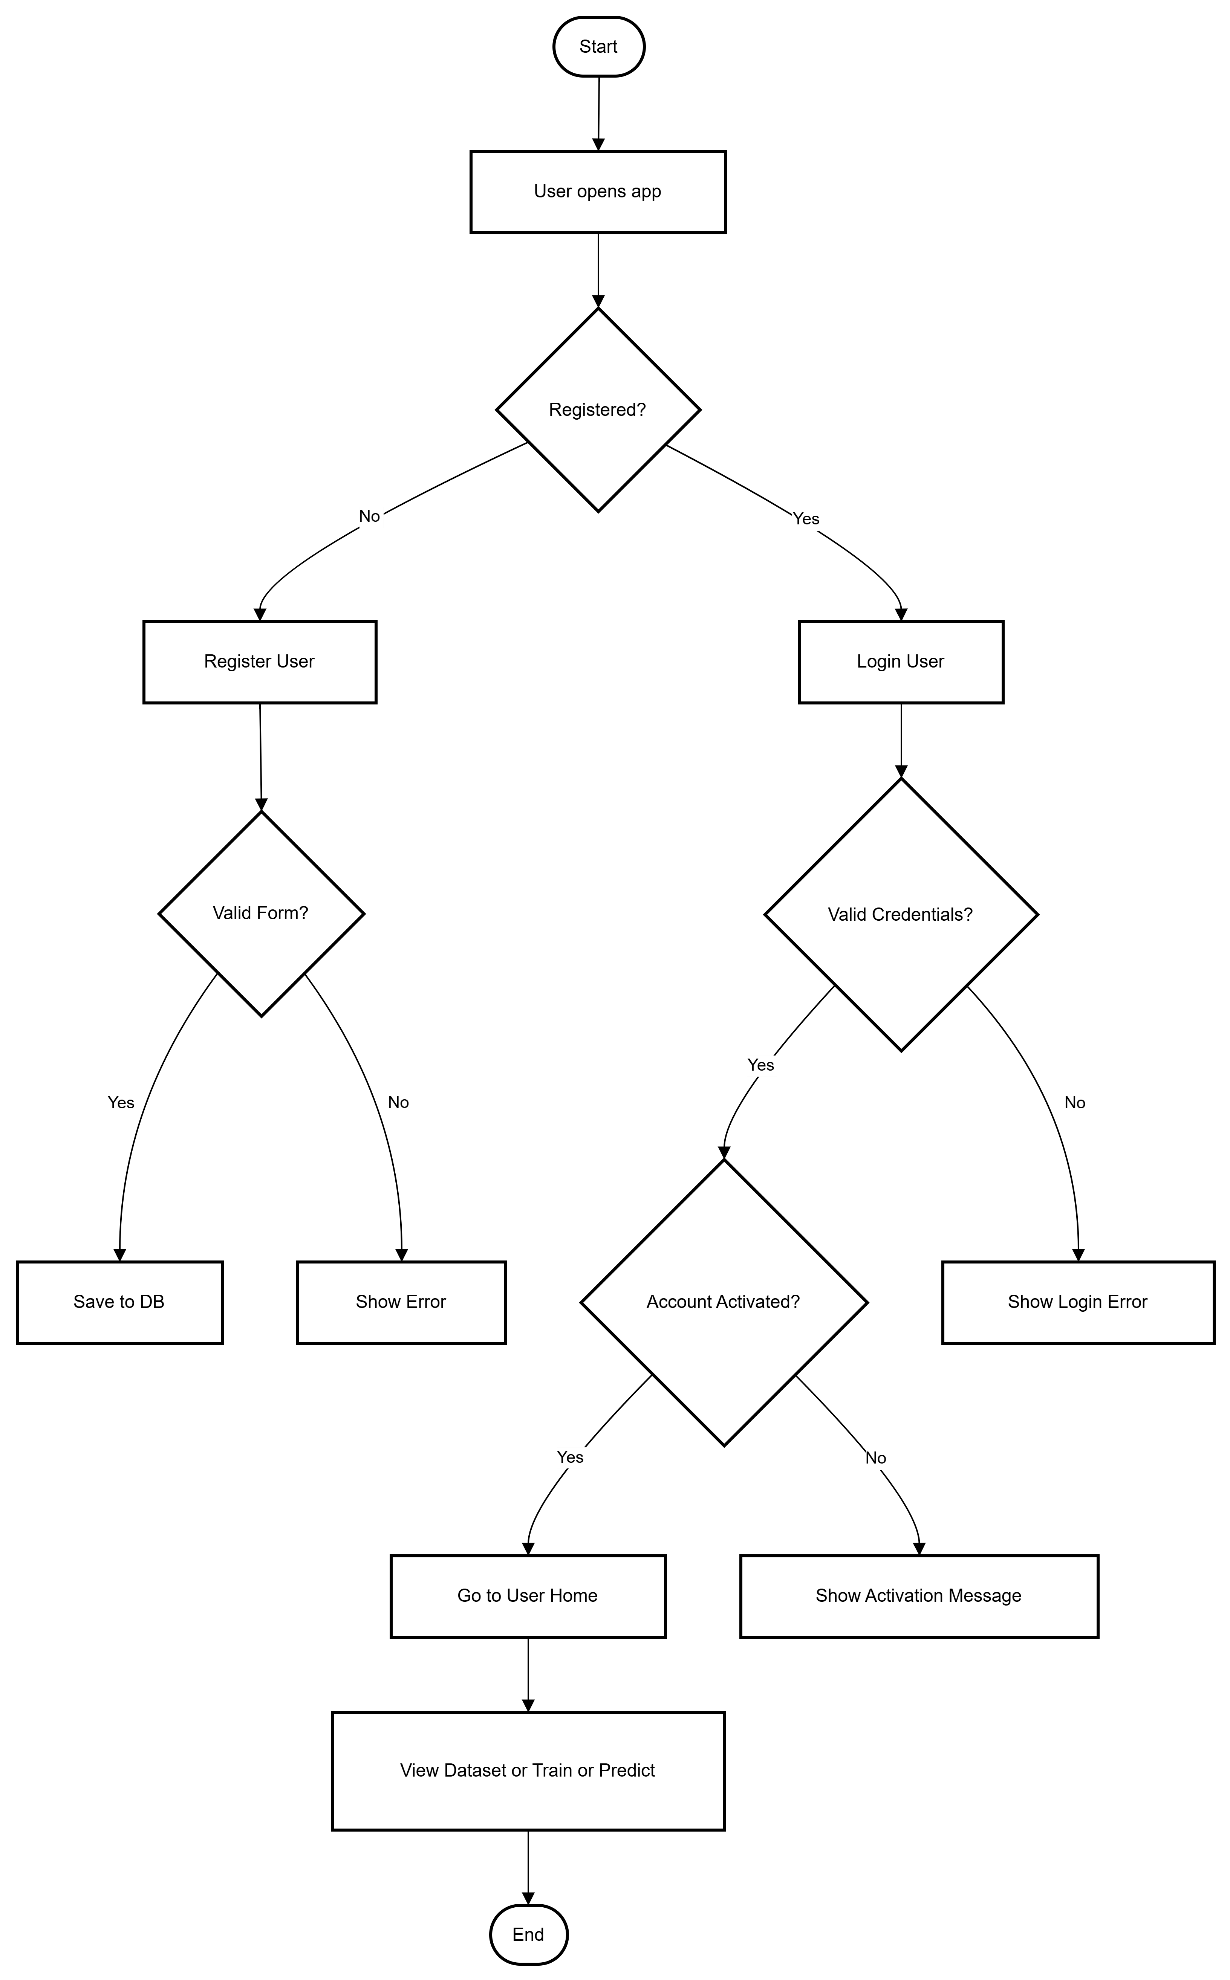 Start
User opens app
Registered?
No
Yes
Register User
Login User
Valid Form?
Valid Credentials?
Yes
Yes
No
No
Save to DB
Show Error
Account Activated?
Show Login Error
Yes
No
Go to User Home
Show Activation Message
View Dataset or Train or Predict
End